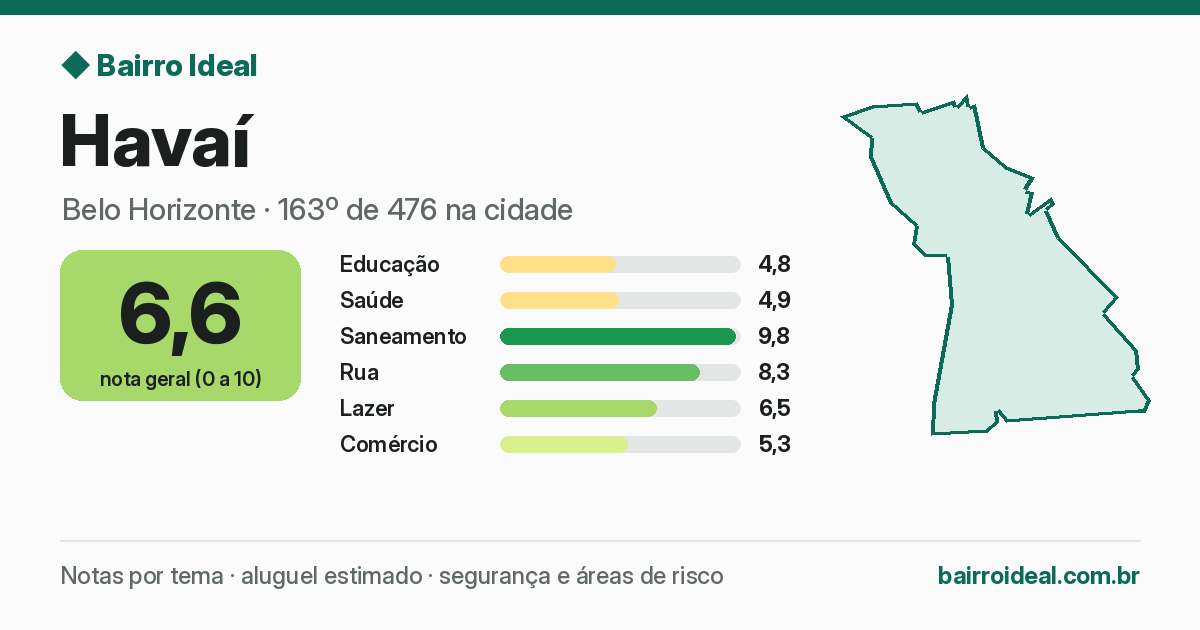 Bairro Ideal
Havaí
Belo Horizonte · 163º de 476 na cidade
6,6
nota geral (0 a 10)
Educação 4,8
Saúde 4,9
Saneamento 9,8
Rua 8,3
Lazer 6,5
Comércio 5,3
Notas por tema · aluguel estimado · segurança e áreas de risco
bairroideal.com.br